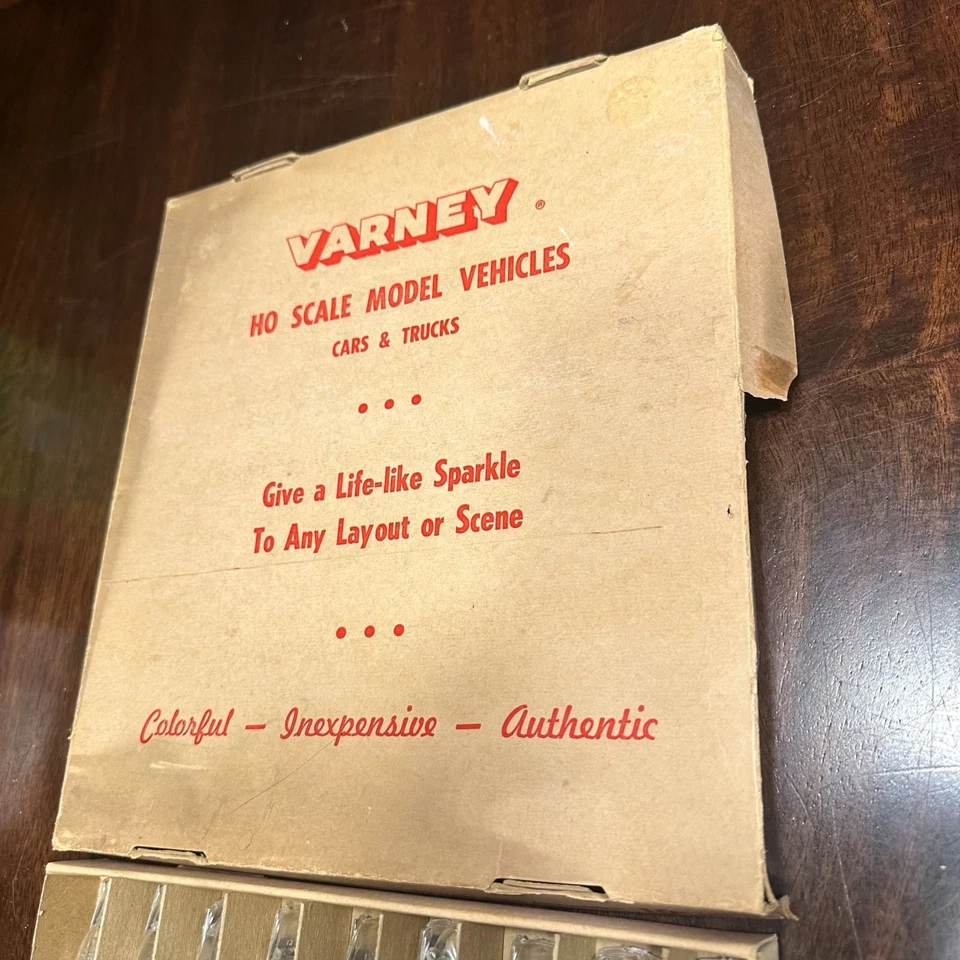 VARNEY ®
HO SCALE MODEL VEHICLES
CARS & TRUCKS
Give a Life-like Sparkle
To Any Layout or Scene
Colorful — Inexpensive — Authentic